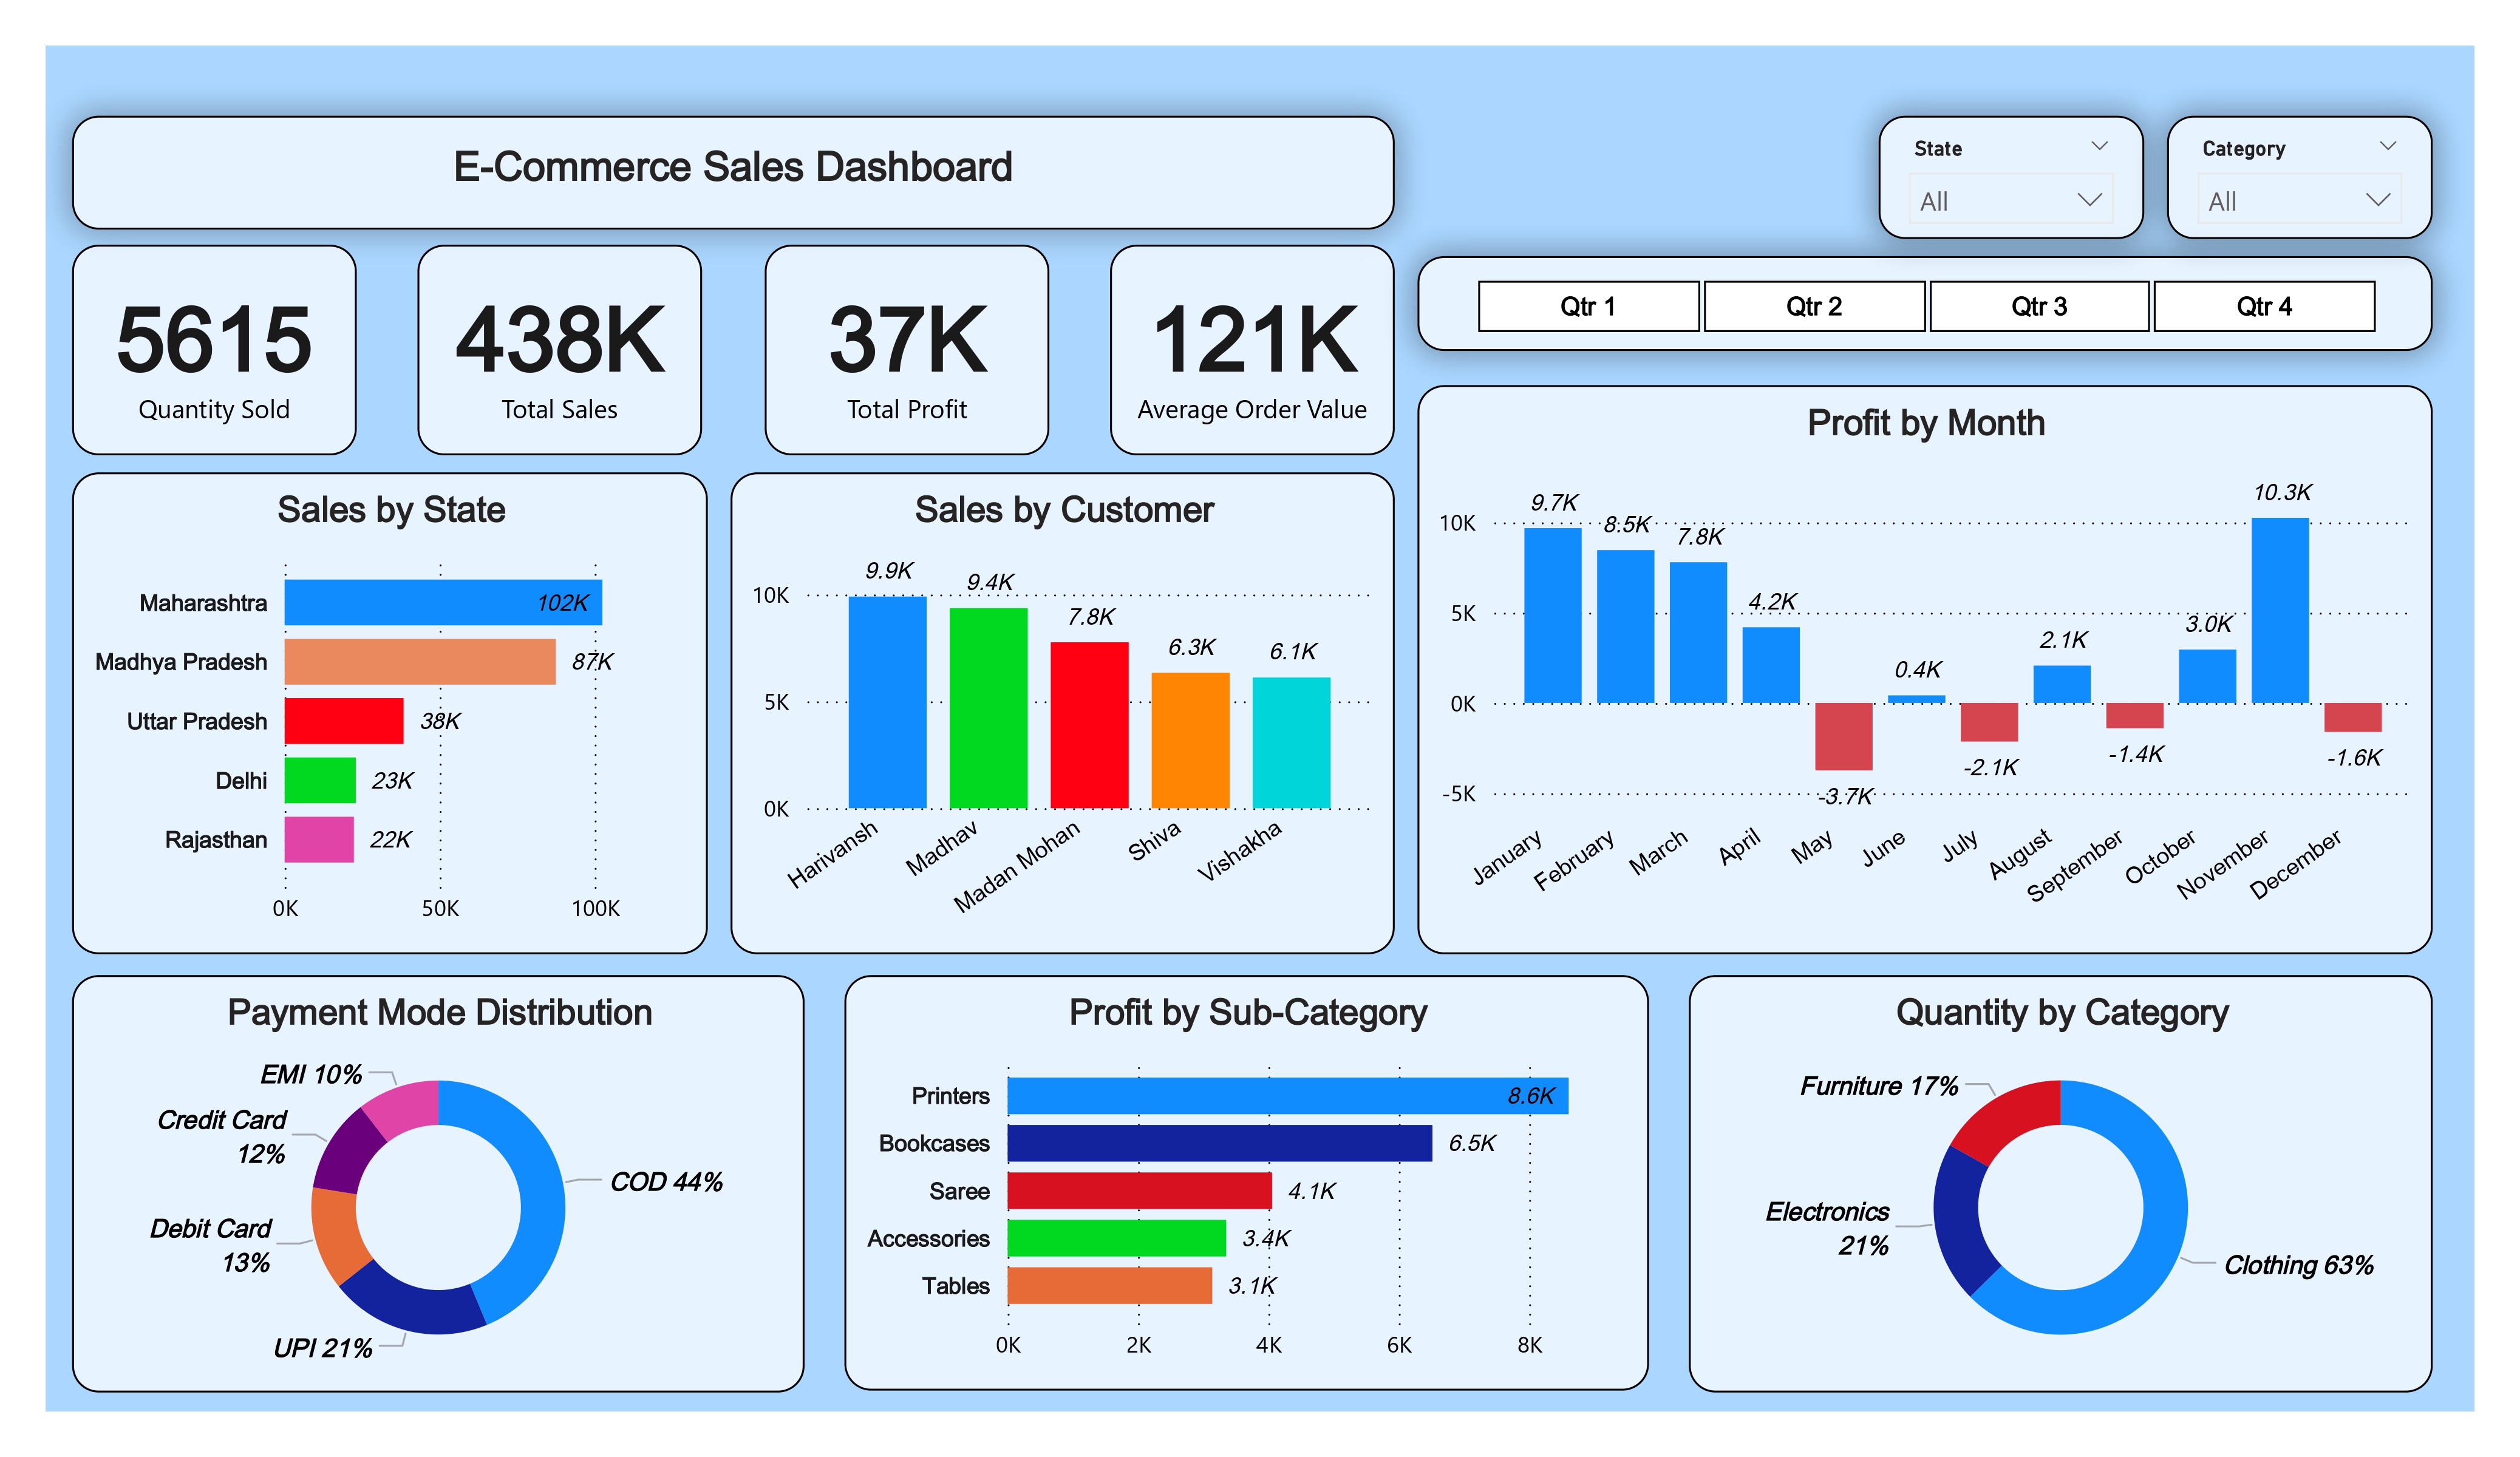 E-Commerce Sales Dashboard
State
All
Category
All
5615
Quantity Sold
438K
Total Sales
37K
Total Profit
121K
Average Order Value
Qtr 1
Qtr 2
Qtr 3
Qtr 4
Sales by State
Maharashtra 102K
Madhya Pradesh 87K
Uttar Pradesh 38K
Delhi 23K
Rajasthan 22K
0K 50K 100K
Sales by Customer
9.9K 9.4K 7.8K 6.3K 6.1K
10K
5K
0K
Harivansh Madhav Madan Mohan Shiva Vishakha
Profit by Month
9.7K 8.5K 7.8K 4.2K -3.7K 0.4K -2.1K 2.1K -1.4K 3.0K 10.3K -1.6K
10K
5K
0K
-5K
January February March April May June July August September October November December
Payment Mode Distribution
EMI 10%
Credit Card
12%
Debit Card
13%
UPI 21%
COD 44%
Profit by Sub-Category
Printers 8.6K
Bookcases 6.5K
Saree 4.1K
Accessories 3.4K
Tables 3.1K
0K 2K 4K 6K 8K
Quantity by Category
Furniture 17%
Electronics
21%
Clothing 63%